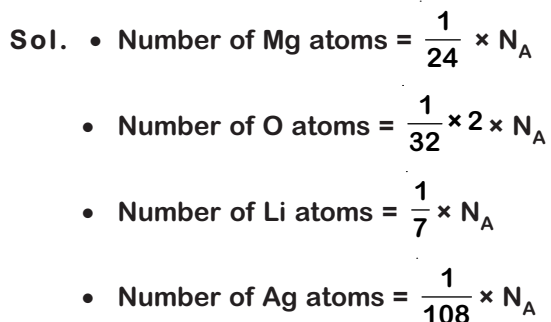 Sol. • Number of Mg atoms = 1/24 × N_A
• Number of O atoms = 1/32 × 2 × N_A
• Number of Li atoms = 1/7 × N_A
• Number of Ag atoms = 1/108 × N_A